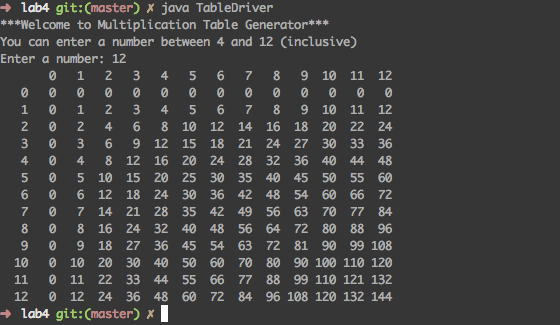 ➜ lab4 git:(master) ✗ java TableDriver
***Welcome to Multiplication Table Generator***
You can enter a number between 4 and 12 (inclusive)
Enter a number: 12
       0   1   2   3   4   5   6   7   8   9  10  11  12
   0   0   0   0   0   0   0   0   0   0   0   0   0   0
   1   0   1   2   3   4   5   6   7   8   9  10  11  12
   2   0   2   4   6   8  10  12  14  16  18  20  22  24
   3   0   3   6   9  12  15  18  21  24  27  30  33  36
   4   0   4   8  12  16  20  24  28  32  36  40  44  48
   5   0   5  10  15  20  25  30  35  40  45  50  55  60
   6   0   6  12  18  24  30  36  42  48  54  60  66  72
   7   0   7  14  21  28  35  42  49  56  63  70  77  84
   8   0   8  16  24  32  40  48  56  64  72  80  88  96
   9   0   9  18  27  36  45  54  63  72  81  90  99 108
  10   0  10  20  30  40  50  60  70  80  90 100 110 120
  11   0  11  22  33  44  55  66  77  88  99 110 121 132
  12   0  12  24  36  48  60  72  84  96 108 120 132 144
➜ lab4 git:(master) ✗